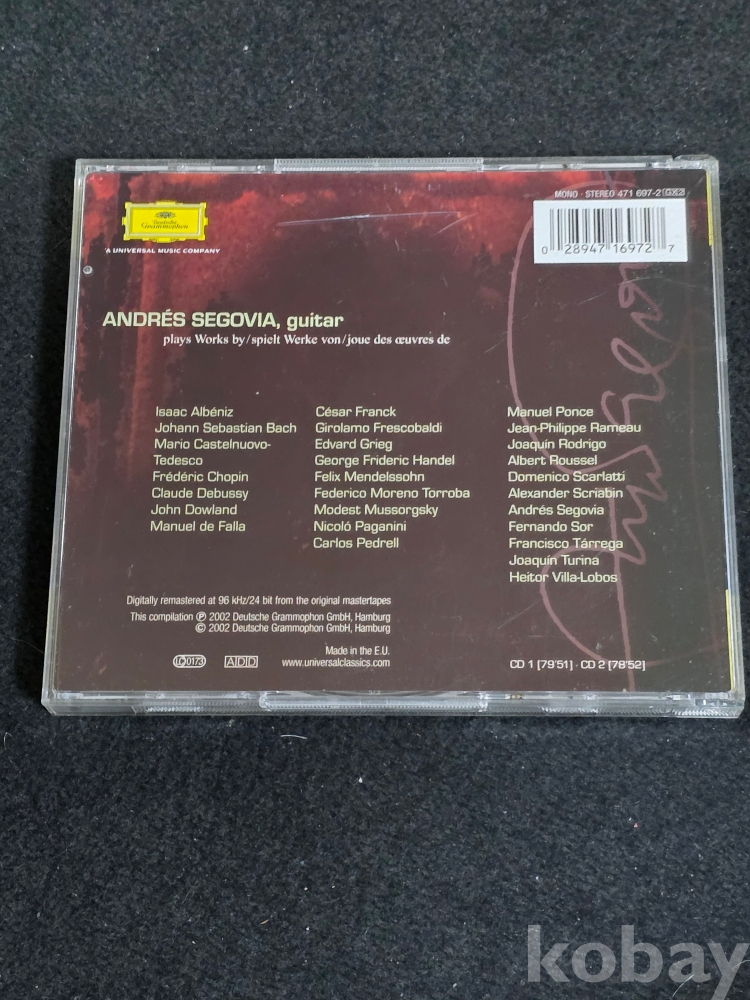 MONO · STEREO 471 697-2 GX2
Deutsche
Grammophon
A UNIVERSAL MUSIC COMPANY
0 28947 16972 7
ANDRÉS SEGOVIA, guitar
plays Works by/spielt Werke von/joue des œuvres de
Isaac Albéniz
Johann Sebastian Bach
Mario Castelnuovo-
Tedesco
Frédéric Chopin
Claude Debussy
John Dowland
Manuel de Falla
César Franck
Girolamo Frescobaldi
Edvard Grieg
George Frideric Handel
Felix Mendelssohn
Federico Moreno Torroba
Modest Mussorgsky
Nicoló Paganini
Carlos Pedrell
Manuel Ponce
Jean-Philippe Rameau
Joaquín Rodrigo
Albert Roussel
Domenico Scarlatti
Alexander Scriabin
Andrés Segovia
Fernando Sor
Francisco Tárrega
Joaquín Turina
Heitor Villa-Lobos
Digitally remastered at 96 kHz/24 bit from the original mastertapes
This compilation ℗ 2002 Deutsche Grammophon GmbH, Hamburg
© 2002 Deutsche Grammophon GmbH, Hamburg
Made in the E.U.
LC 0173 ADD www.universalclassics.com
CD 1 [79'51] · CD 2 [78'52]
kobay